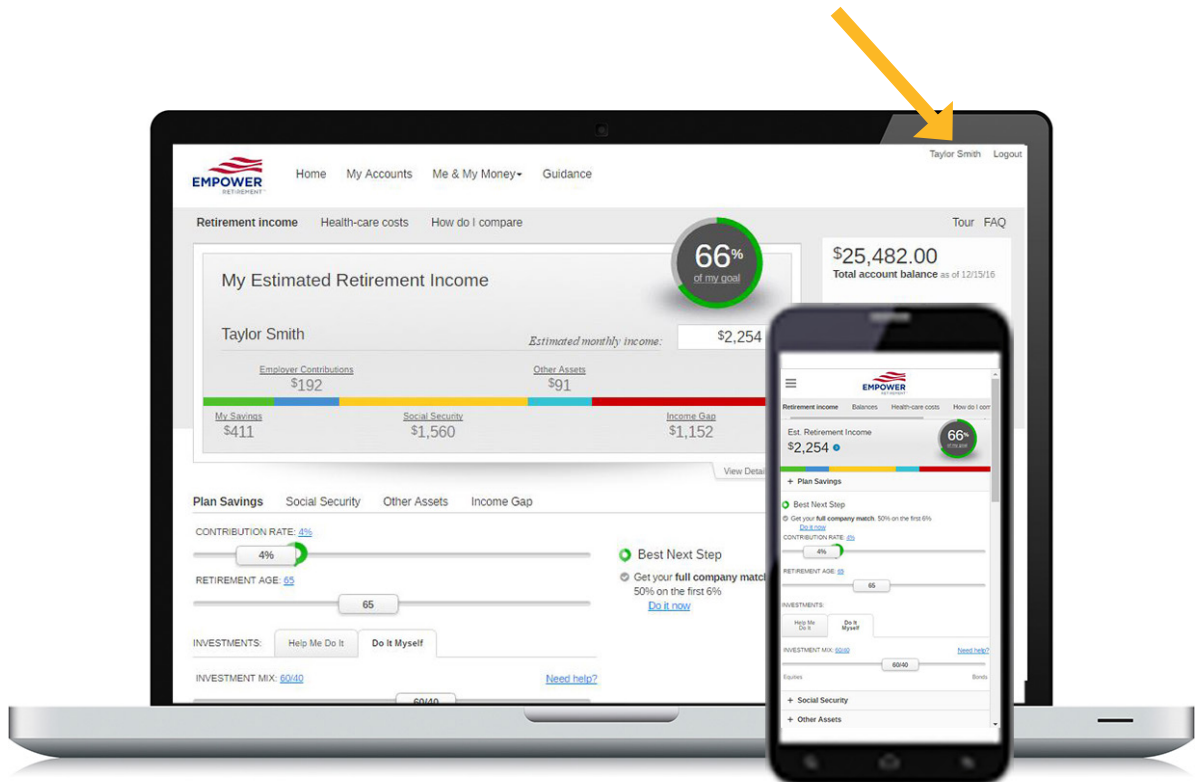 Taylor Smith Logout
EMPOWER
RETIREMENT
Home My Accounts Me & My Money Guidance
Retirement income Health-care costs How do I compare Tour FAQ
My Estimated Retirement Income
66%
of my goal
$25,482.00
Total account balance as of 12/15/16
Taylor Smith Estimated monthly income: $2,254
Employer Contributions Other Assets
$192 $91
My Savings Social Security Income Gap
$411 $1,560 $1,152
View Detai
Plan Savings Social Security Other Assets Income Gap
CONTRIBUTION RATE: 4%
4%
RETIREMENT AGE: 65
65
INVESTMENTS: Help Me Do It Do It Myself
INVESTMENT MIX: 60/40 Need help?
60/40
Best Next Step
Get your full company matc
50% on the first 6%
Do it now
EMPOWER
RETIREMENT
Retirement income Balances Health-care costs How do I com
Est. Retirement Income
$2,254
66%
of my goal
+ Plan Savings
Best Next Step
Get your full company match. 50% on the first 6%
Do it now
CONTRIBUTION RATE: 4%
4%
RETIREMENT AGE: 65
65
INVESTMENTS:
Help Me
Do It
Do It
Myself
INVESTMENT MIX: 60/40 Need help?
60/40
Equities Bonds
+ Social Security
+ Other Assets